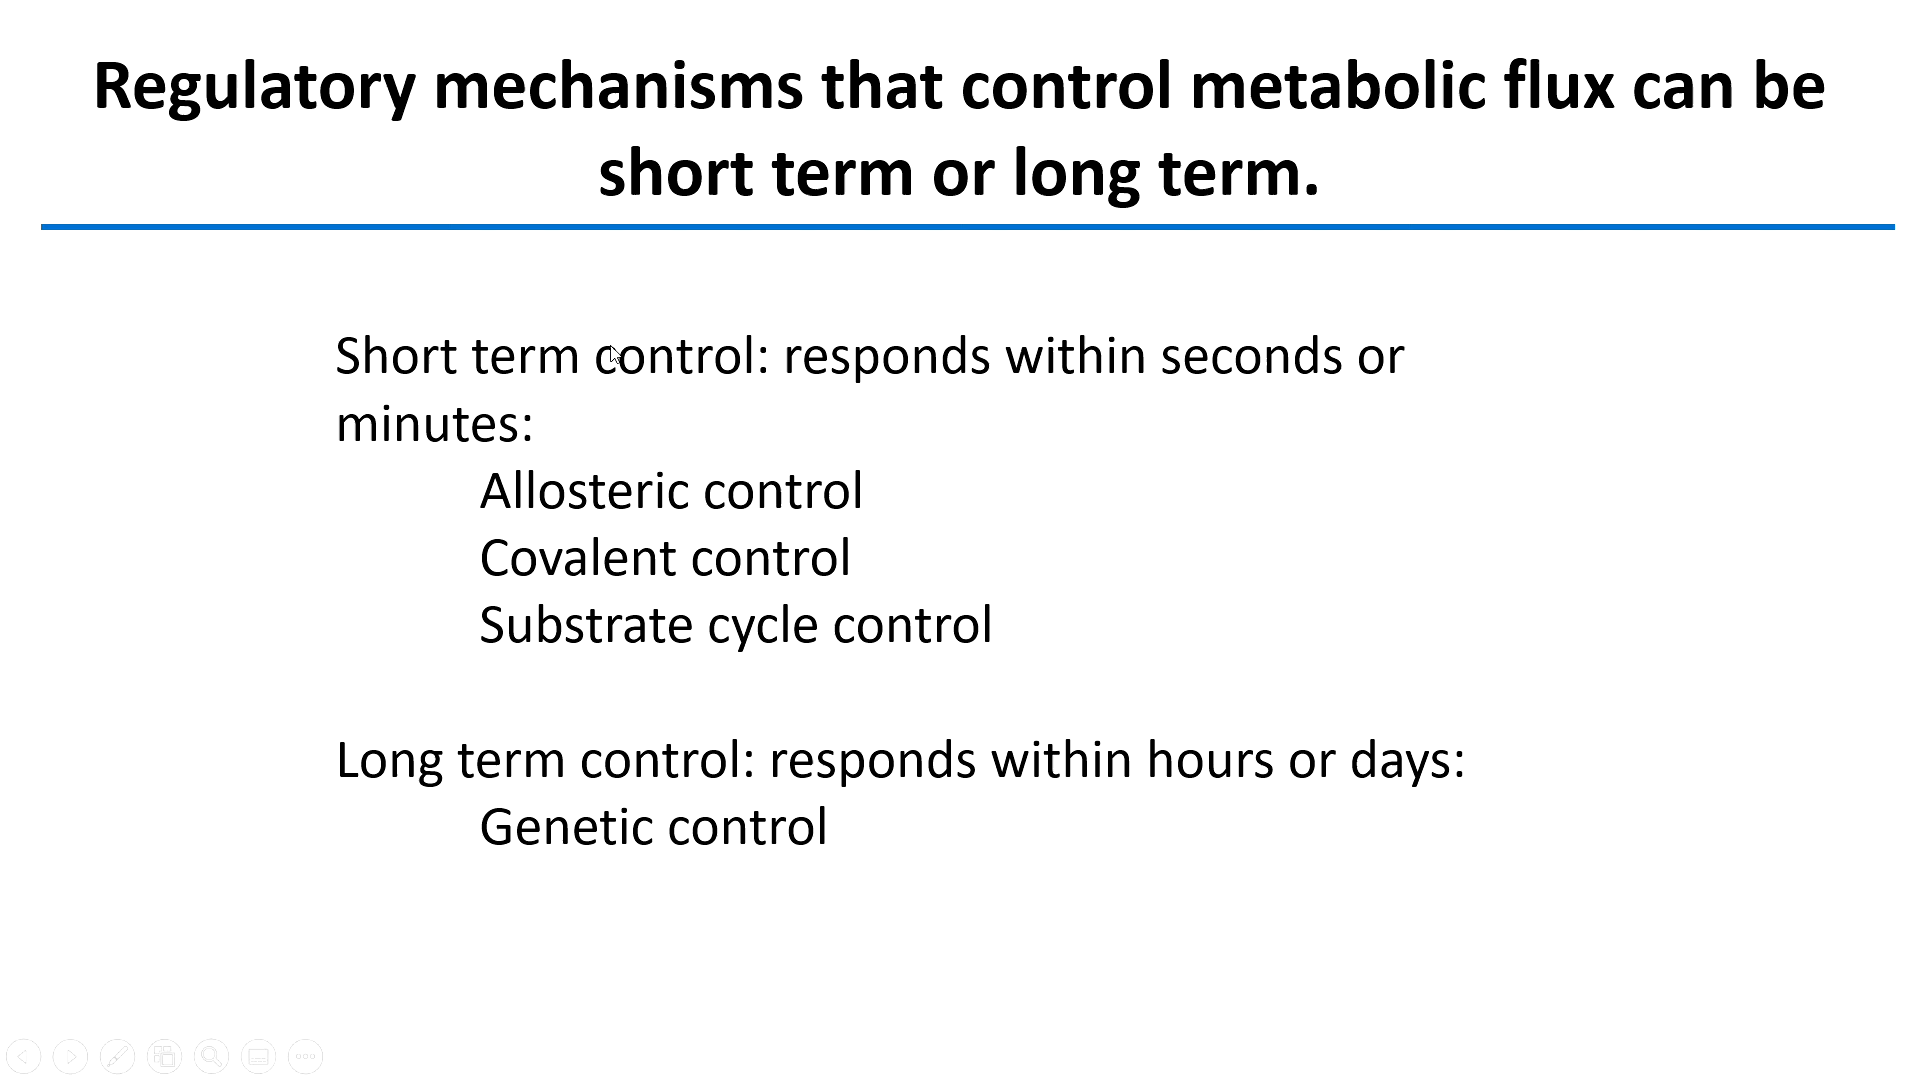 Regulatory mechanisms that control metabolic flux can be
short term or long term.
Short term control: responds within seconds or
minutes:
Allosteric control
Covalent control
Substrate cycle control
Long term control: responds within hours or days:
Genetic control